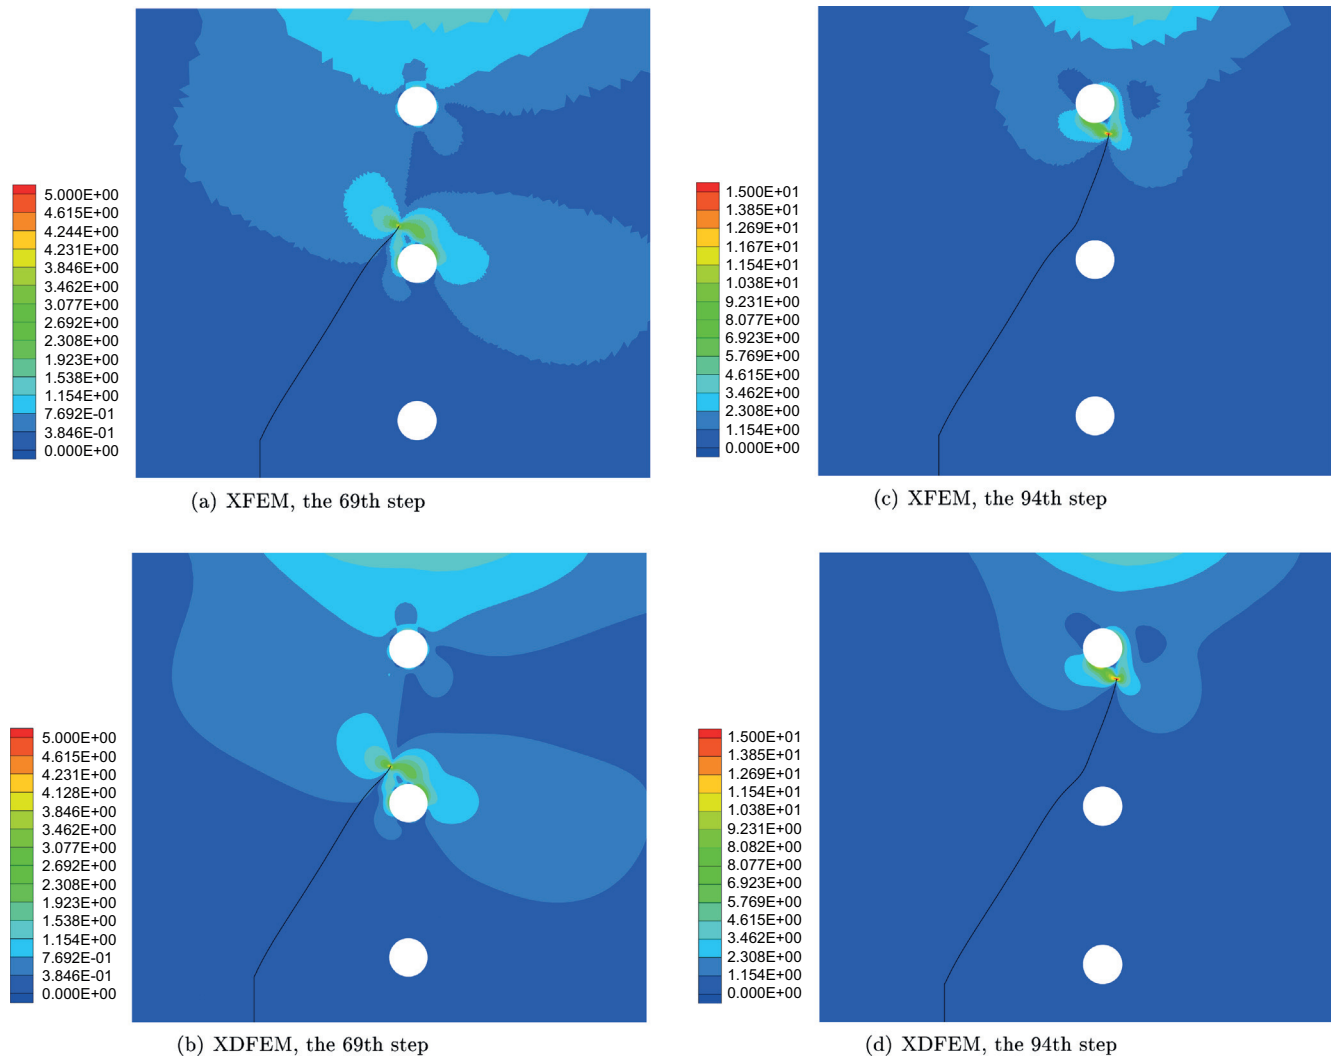 5.000E+00
4.615E+00
4.244E+00
4.231E+00
3.846E+00
3.462E+00
3.077E+00
2.692E+00
2.308E+00
1.923E+00
1.538E+00
1.154E+00
7.692E-01
3.846E-01
0.000E+00
(a) XFEM, the 69th step
1.500E+01
1.385E+01
1.269E+01
1.167E+01
1.154E+01
1.038E+01
9.231E+00
8.077E+00
6.923E+00
5.769E+00
4.615E+00
3.462E+00
2.308E+00
1.154E+00
0.000E+00
(c) XFEM, the 94th step
5.000E+00
4.615E+00
4.231E+00
4.128E+00
3.846E+00
3.462E+00
3.077E+00
2.692E+00
2.308E+00
1.923E+00
1.538E+00
1.154E+00
7.692E-01
3.846E-01
0.000E+00
(b) XDFEM, the 69th step
1.500E+01
1.385E+01
1.269E+01
1.154E+01
1.038E+01
9.231E+00
8.082E+00
8.077E+00
6.923E+00
5.769E+00
4.615E+00
3.462E+00
2.308E+00
1.154E+00
0.000E+00
(d) XDFEM, the 94th step